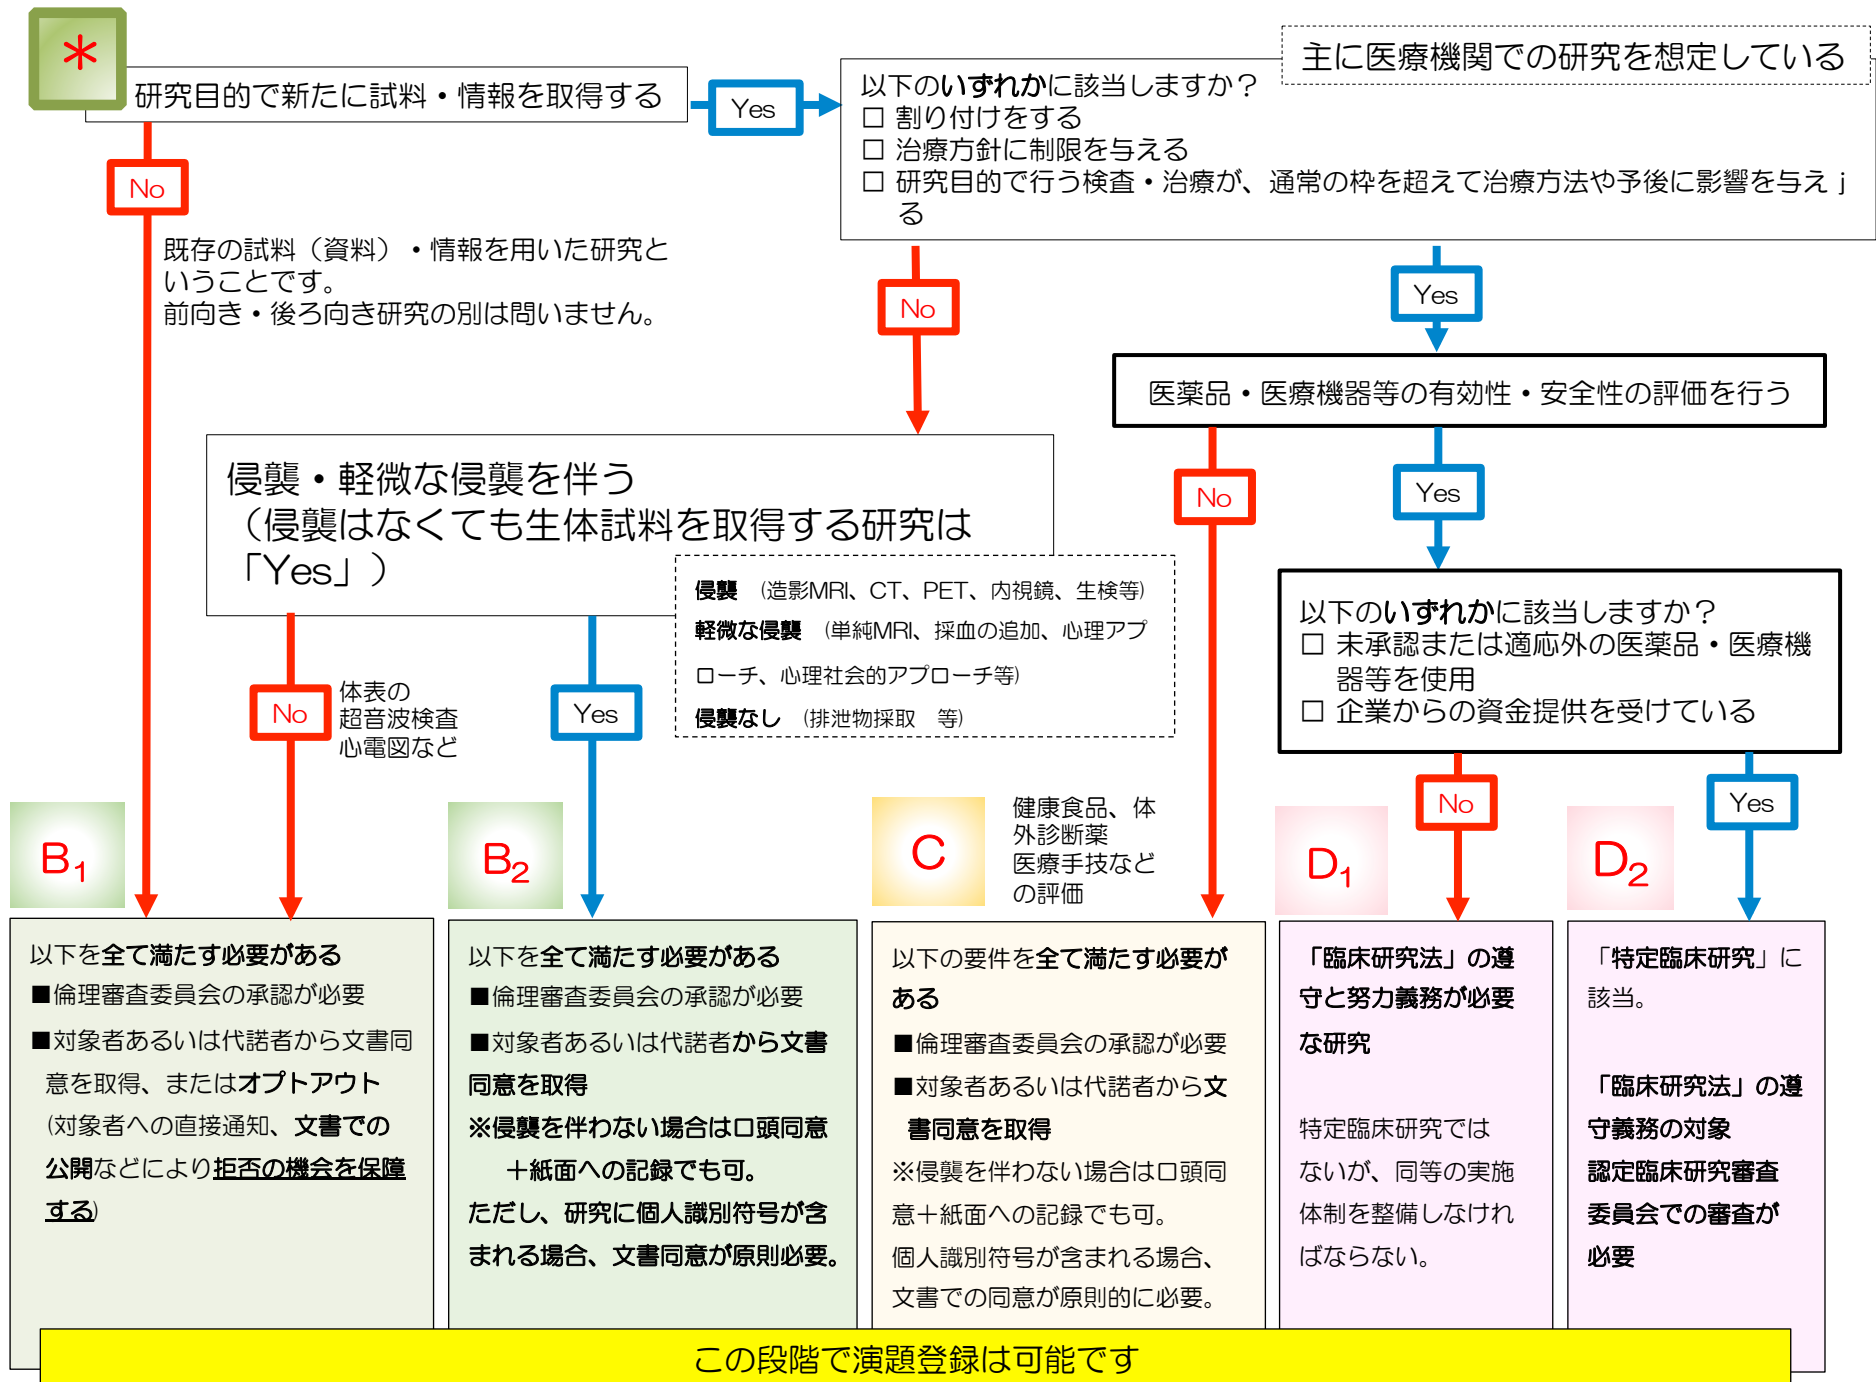 ＊
研究目的で新たに試料・情報を取得する
Yes
主に医療機関での研究を想定している
以下のいずれかに該当しますか？
□ 割り付けをする
□ 治療方針に制限を与える
□ 研究目的で行う検査・治療が、通常の枠を超えて治療方法や予後に影響を与えｊ
る
No
既存の試料（資料）・情報を用いた研究と
いうことです。
前向き・後ろ向き研究の別は問いません。
No
Yes
医薬品・医療機器等の有効性・安全性の評価を行う
侵襲・軽微な侵襲を伴う
（侵襲はなくても生体試料を取得する研究は
「Yes」）
侵襲 （造影MRI、CT、PET、内視鏡、生検等）
軽微な侵襲 （単純MRI、採血の追加、心理アプ
ローチ、心理社会的アプローチ等）
侵襲なし （排泄物採取　等）
No
Yes
以下のいずれかに該当しますか？
□ 未承認または適応外の医薬品・医療機
器等を使用
□ 企業からの資金提供を受けている
No
体表の
超音波検査
心電図など
Yes
No
Yes
B₁
B₂
C
健康食品、体
外診断薬
医療手技など
の評価
D₁
D₂
以下を全て満たす必要がある
■倫理審査委員会の承認が必要
■対象者あるいは代諾者から文書同
意を取得、またはオプトアウト
（対象者への直接通知、文書での
公開などにより拒否の機会を保障
する）
以下を全て満たす必要がある
■倫理審査委員会の承認が必要
■対象者あるいは代諾者から文書
同意を取得
※侵襲を伴わない場合は口頭同意
＋紙面への記録でも可。
ただし、研究に個人識別符号が含
まれる場合、文書同意が原則必要。
以下の要件を全て満たす必要が
ある
■倫理審査委員会の承認が必要
■対象者あるいは代諾者から文
書同意を取得
※侵襲を伴わない場合は口頭同
意＋紙面への記録でも可。
個人識別符号が含まれる場合、
文書での同意が原則的に必要。
「臨床研究法」の遵
守と努力義務が必要
な研究
特定臨床研究では
ないが、同等の実施
体制を整備しなけれ
ばならない。
「特定臨床研究」に
該当。
「臨床研究法」の遵
守義務の対象
認定臨床研究審査
委員会での審査が
必要
この段階で演題登録は可能です